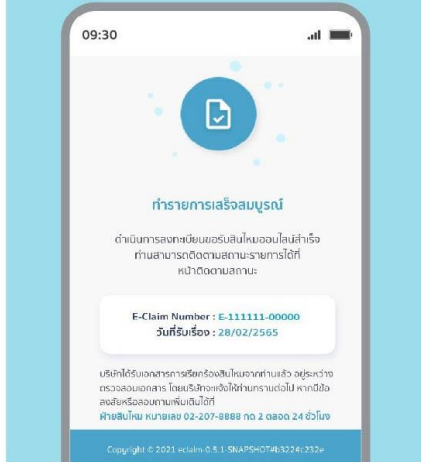 09:30
ทำรายการเสร็จสมบูรณ์
ดำเนินการลงทะเบียนขอรับสินไหมออนไลน์สำเร็จ
ท่านสามารถติดตามสถานะรายการได้ที่
หน้าติดตามสถานะ
E-Claim Number : E-111111-00000
วันที่รับเรื่อง : 28/02/2565
บริษัทได้รับเอกสารการเรียกร้องสินไหมจากท่านแล้ว อยู่ระหว่าง
ตรวจสอบเอกสาร โดยบริษัทจะแจ้งให้ท่านทราบต่อไป หากมีข้อ
สงสัยหรือสอบถามเพิ่มเติมได้ที่
ฝ่ายสินไหม หมายเลข 02-207-8888 กด 2 ตลอด 24 ชั่วโมง
Copyright © 2021 eclaim-0.5.1-SNAPSHOT#b3224c232e